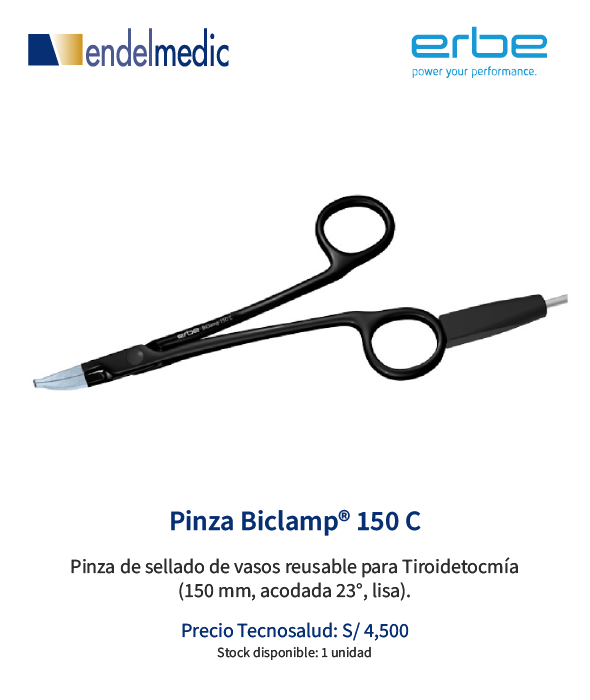 endelmedic
erbe
power your performance.
erbe BiClamp 150 C
Pinza Biclamp® 150 C
Pinza de sellado de vasos reusable para Tiroidetocmía
(150 mm, acodada 23°, lisa).
Precio Tecnosalud: S/ 4,500
Stock disponible: 1 unidad